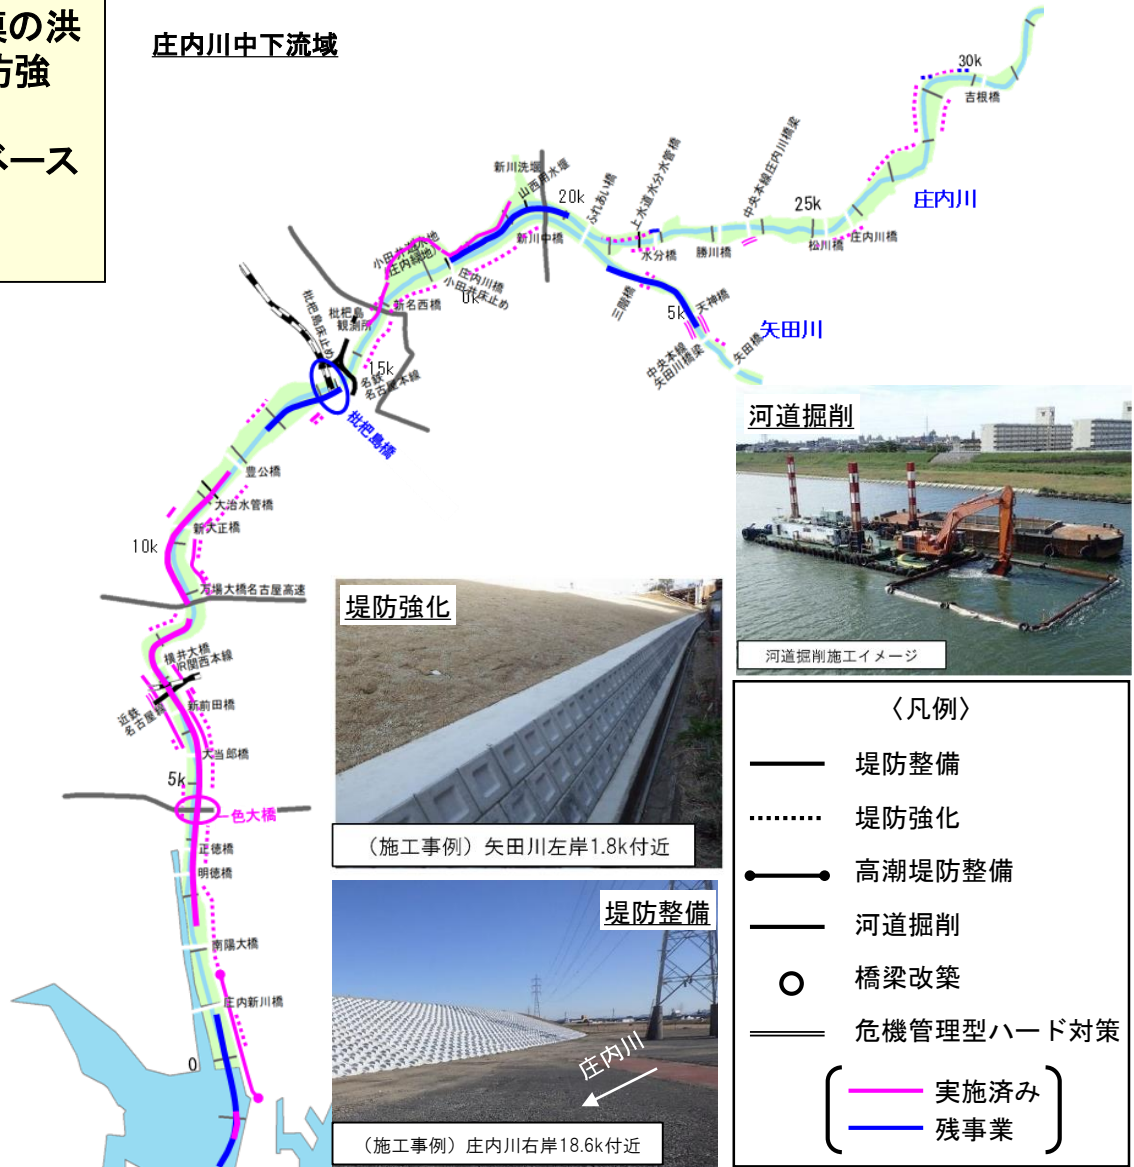 の洪
防強
ベース
庄内川中下流域
30k
吉根橋
庄内川
中央本線庄内川橋梁
上水道水分水管橋
ふれあい橋
新川洗堰
山西用水堰
20k
25k
新川中橋
水分橋
勝川橋
松川橋
庄内川橋
小田井遊水地
(庄内緑地)
庄内川橋
小田井床止め
0k
三階橋
5k
天神橋
矢田川
中央本線
矢田川橋梁
矢田橋
新名西橋
枇杷島
観測所
枇杷島床止め
15k
名鉄
名古屋本線
枇杷島橋
豊公橋
大治水管橋
新大正橋
10k
万場大橋名古屋高速
横井大橋
JR関西本線
近鉄
名古屋線
新前田橋
大当郎橋
5k
一色大橋
正徳橋
明徳橋
南陽大橋
庄内新川橋
0
河道掘削
河道掘削施工イメージ
堤防強化
(施工事例) 矢田川左岸1.8k付近
堤防整備
庄内川
(施工事例) 庄内川右岸18.6k付近
〈凡例〉
堤防整備
堤防強化
高潮堤防整備
河道掘削
橋梁改築
危機管理型ハード対策
実施済み
残事業